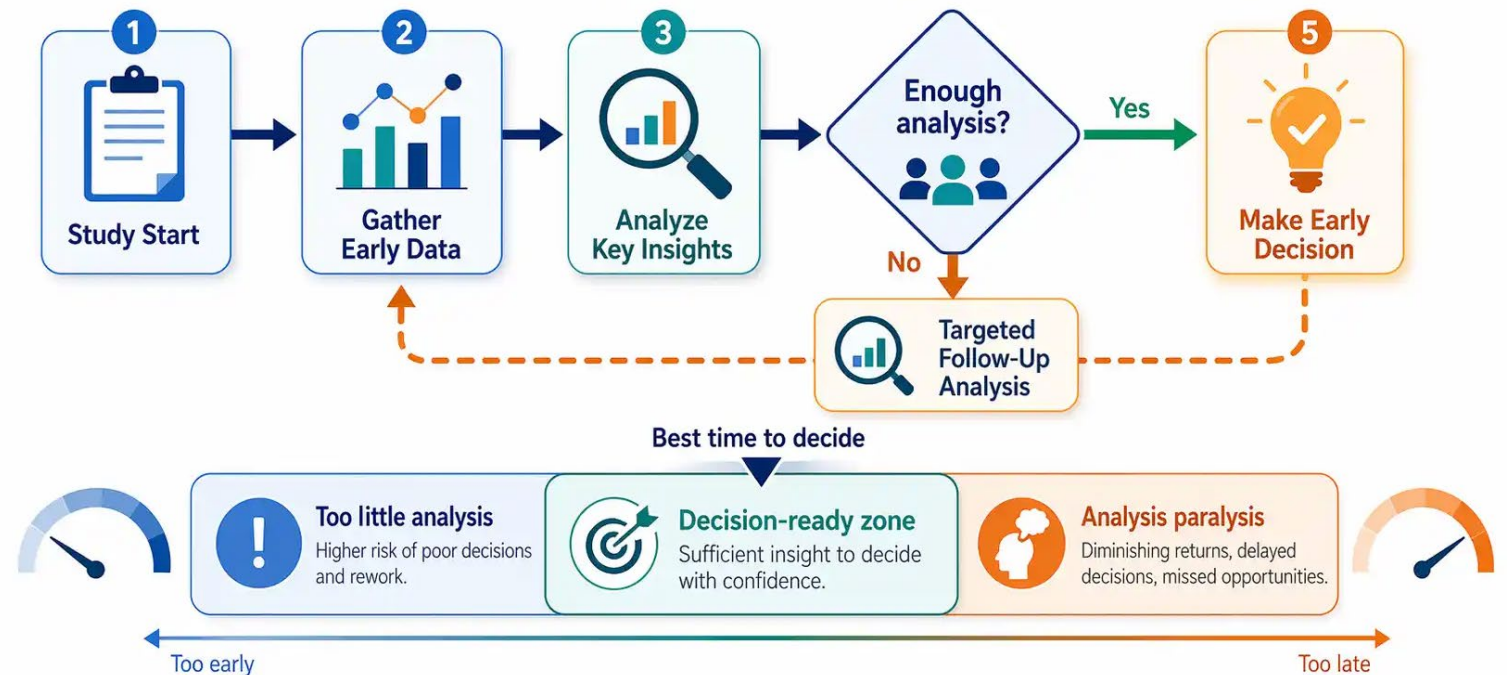 1
2
3
5
Study Start
Gather
Early Data
Analyze
Key Insights
Enough
analysis?
Yes
No
Make Early
Decision
Targeted
Follow-Up
Analysis
Best time to decide
Too little analysis
Higher risk of poor decisions
and rework.
Decision-ready zone
Sufficient insight to decide
with confidence.
Analysis paralysis
Diminishing returns, delayed
decisions, missed opportunities.
Too early
Too late